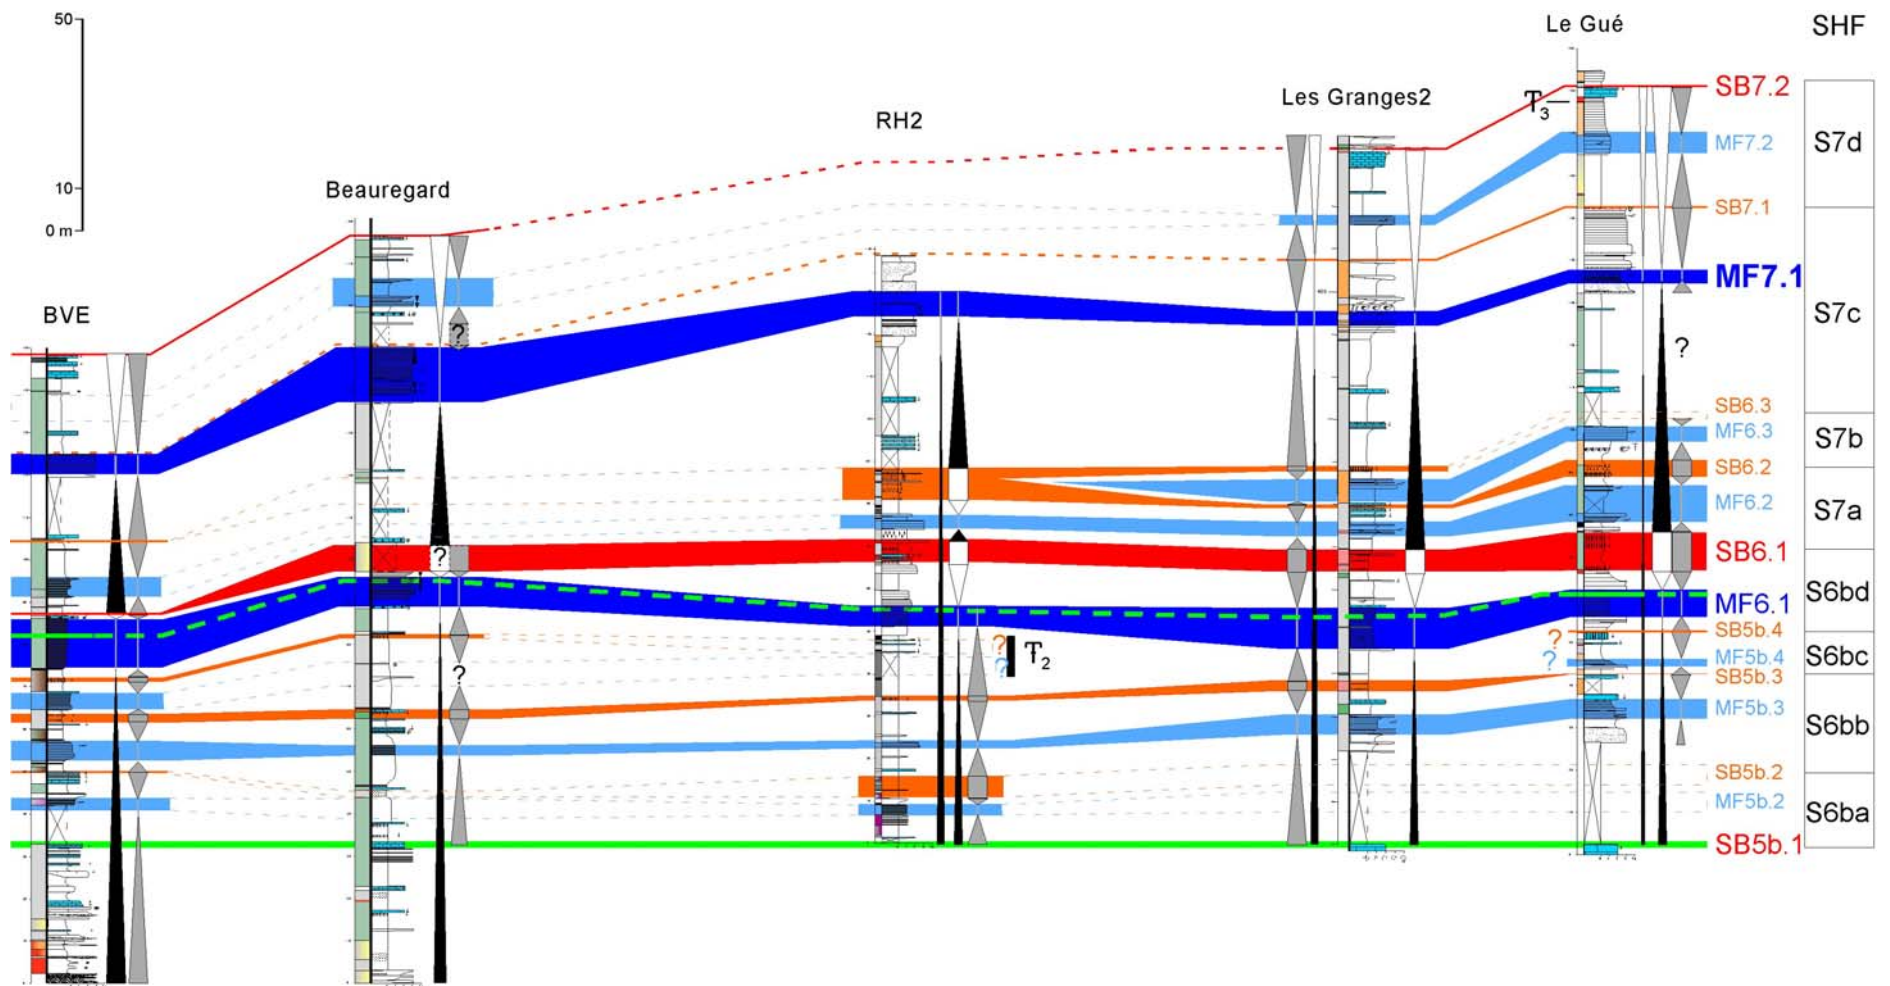 50
10
0 m
BVE
Beauregard
RH2
Les Granges2
Le Gué
SHF
T3
SB7.2
MF7.2
SB7.1
MF7.1
SB6.3
MF6.3
SB6.2
MF6.2
SB6.1
MF6.1
SB5b.4
MF5b.4
SB5b.3
MF5b.3
SB5b.2
MF5b.2
SB5b.1
S7d
S7c
S7b
S7a
S6bd
S6bc
S6bb
S6ba
?
?
?
?
?
T2
?
?
?